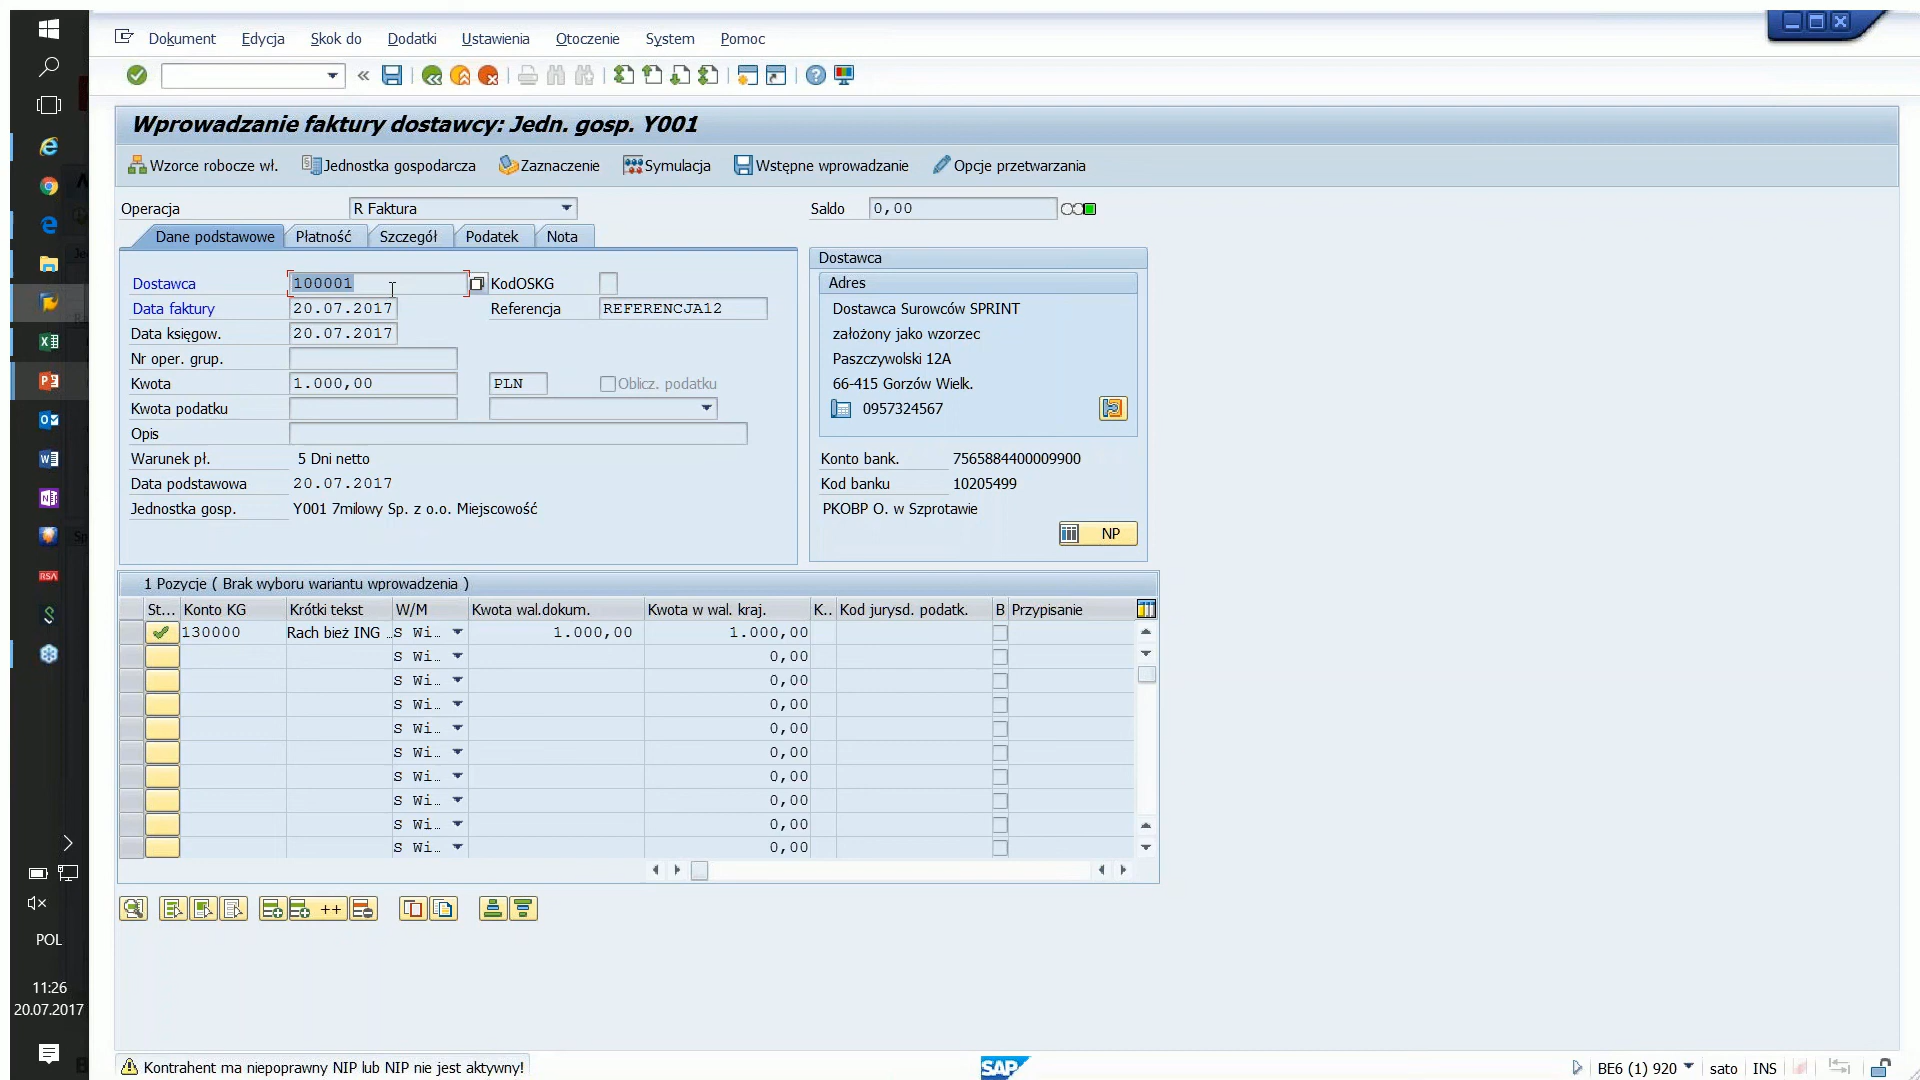 Dokument Edycja Skok do Dodatki Ustawienia Otoczenie System Pomoc
Wprowadzanie faktury dostawcy: Jedn. gosp. Y001
Wzorce robocze wł. Jednostka gospodarcza Zaznaczenie Symulacja Wstępne wprowadzanie Opcje przetwarzania
Operacja R Faktura Saldo 0,00
Dane podstawowe Płatność Szczegół Podatek Nota
Dostawca 100001 KodOSKG
Data faktury 20.07.2017 Referencja REFERENCJA12
Data księgow. 20.07.2017
Nr oper. grup.
Kwota 1.000,00 PLN Oblicz. podatku
Kwota podatku
Opis
Warunek pł. 5 Dni netto
Data podstawowa 20.07.2017
Jednostka gosp. Y001 7milowy Sp. z o.o. Miejscowość
Dostawca
Adres
Dostawca Surowców SPRINT
założony jako wzorzec
Paszczywolski 12A
66-415 Gorzów Wielk.
0957324567
Konto bank. 7565884400009900
Kod banku 10205499
PKOBP O. w Szprotawie
NP
1 Pozycje ( Brak wyboru wariantu wprowadzenia )
St... Konto KG Krótki tekst W/M Kwota wal.dokum. Kwota w wal. kraj. K.. Kod jurysd. podatk. B Przypisanie
130000 Rach bież ING .. S Wi… 1.000,00 1.000,00
S Wi… 0,00
S Wi… 0,00
S Wi… 0,00
S Wi… 0,00
S Wi… 0,00
S Wi… 0,00
S Wi… 0,00
S Wi… 0,00
S Wi… 0,00
++
RSA
POL
11:26
20.07.2017
Kontrahent ma niepoprawny NIP lub NIP nie jest aktywny! SAP BE6 (1) 920 sato INS